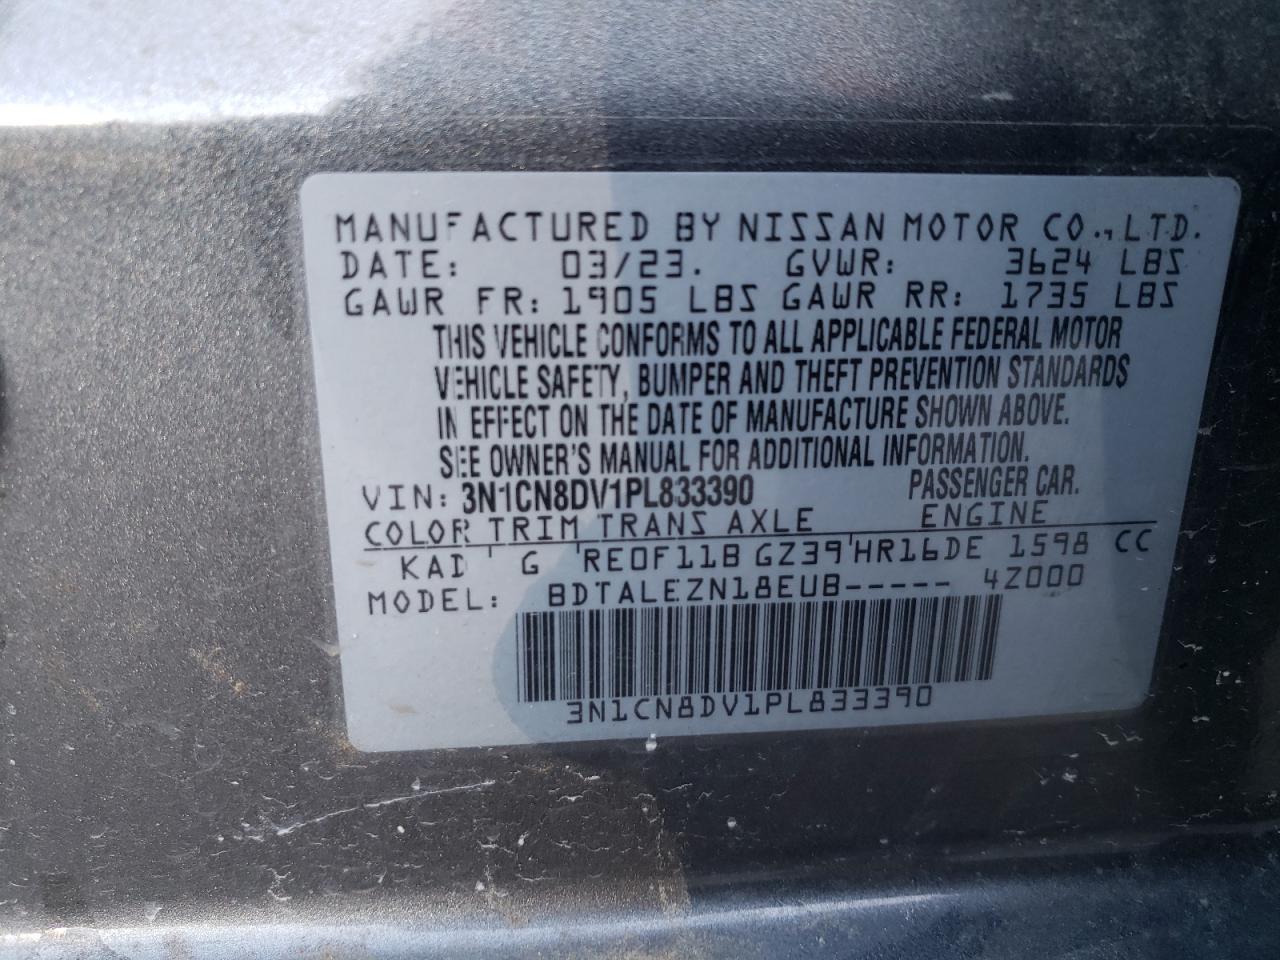 MANUFACTURED BY NISSAN MOTOR CO., LTD.
DATE: 03/23. GVWR: 3624 LBS
GAWR FR: 1905 LBS GAWR RR: 1735 LBS
THIS VEHICLE CONFORMS TO ALL APPLICABLE FEDERAL MOTOR
VEHICLE SAFETY, BUMPER AND THEFT PREVENTION STANDARDS
IN EFFECT ON THE DATE OF MANUFACTURE SHOWN ABOVE.
SEE OWNER'S MANUAL FOR ADDITIONAL INFORMATION.
VIN: 3N1CN8DV1PL833390 PASSENGER CAR.
COLOR TRIM TRANS AXLE ENGINE
KAD G RE0F11B GZ39 HR16DE 1598 CC
MODEL: BDTALEZN18EUB----- 4Z000
3N1CN8DV1PL833390